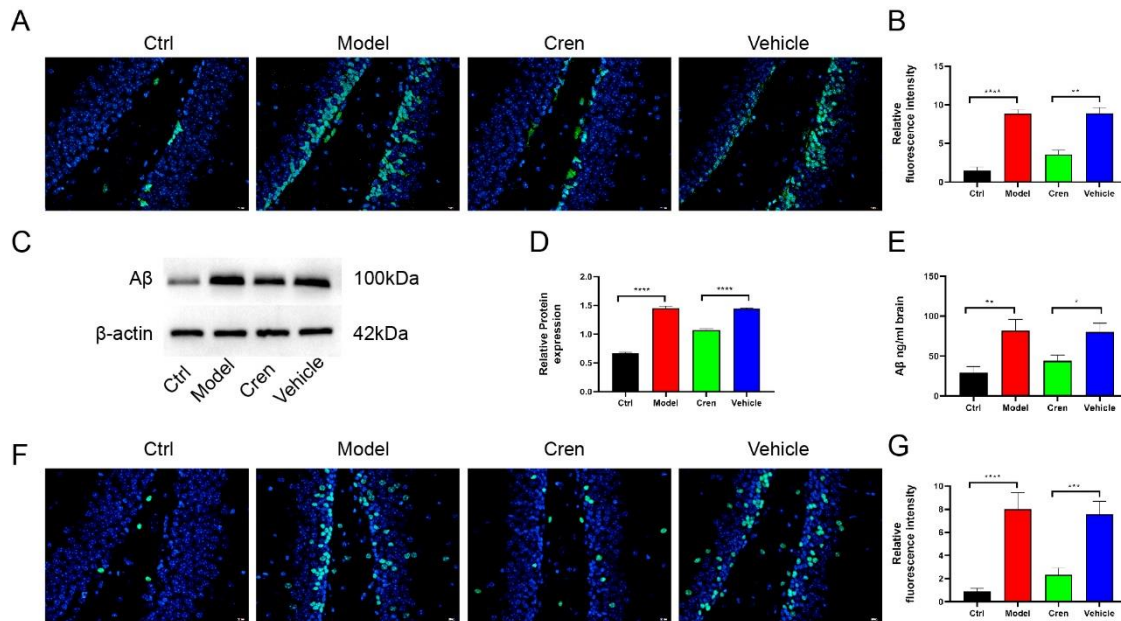 A
Ctrl
Model
Cren
Vehicle
B
Relative
fluorescence intensity
15
10
5
0
****
**
Ctrl
Model
Cren
Vehicle
C
Aβ
100kDa
β-actin
42kDa
Ctrl
Model
Cren
Vehicle
D
Relative Protein
expression
2.0
1.5
1.0
0.5
0.0
****
****
Ctrl
Model
Cren
Vehicle
E
Aβ ng/ml brain
150
100
50
0
**
*
Ctrl
Model
Cren
Vehicle
F
Ctrl
Model
Cren
Vehicle
G
Relative
fluorescence intensity
10
8
6
4
2
0
****
***
Ctrl
Model
Cren
Vehicle